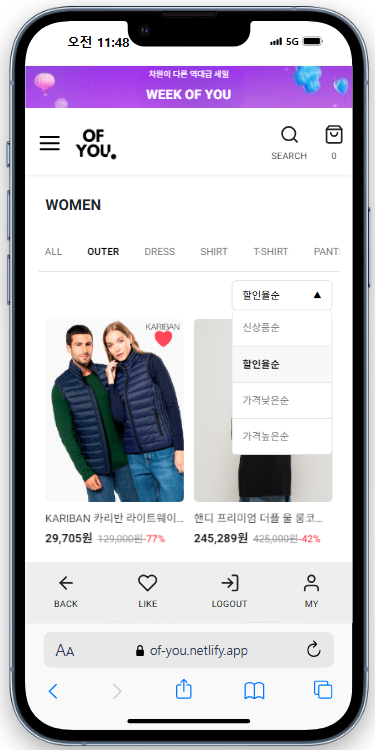 오전 11:48
5G
차원이 다른 역대급 세일
WEEK OF YOU
OF
YOU.
SEARCH
0
WOMEN
ALL OUTER DRESS SHIRT T-SHIRT PANTS
할인율순 ▲
신상품순
할인율순
가격낮은순
가격높은순
KARIBAN
KARIBAN 카리반 라이트웨이...
29,705원 129,000원-77%
핸디 프리미엄 더플 울 롱코...
245,289원 425,000원-42%
BACK LIKE LOGOUT MY
AA of-you.netlify.app